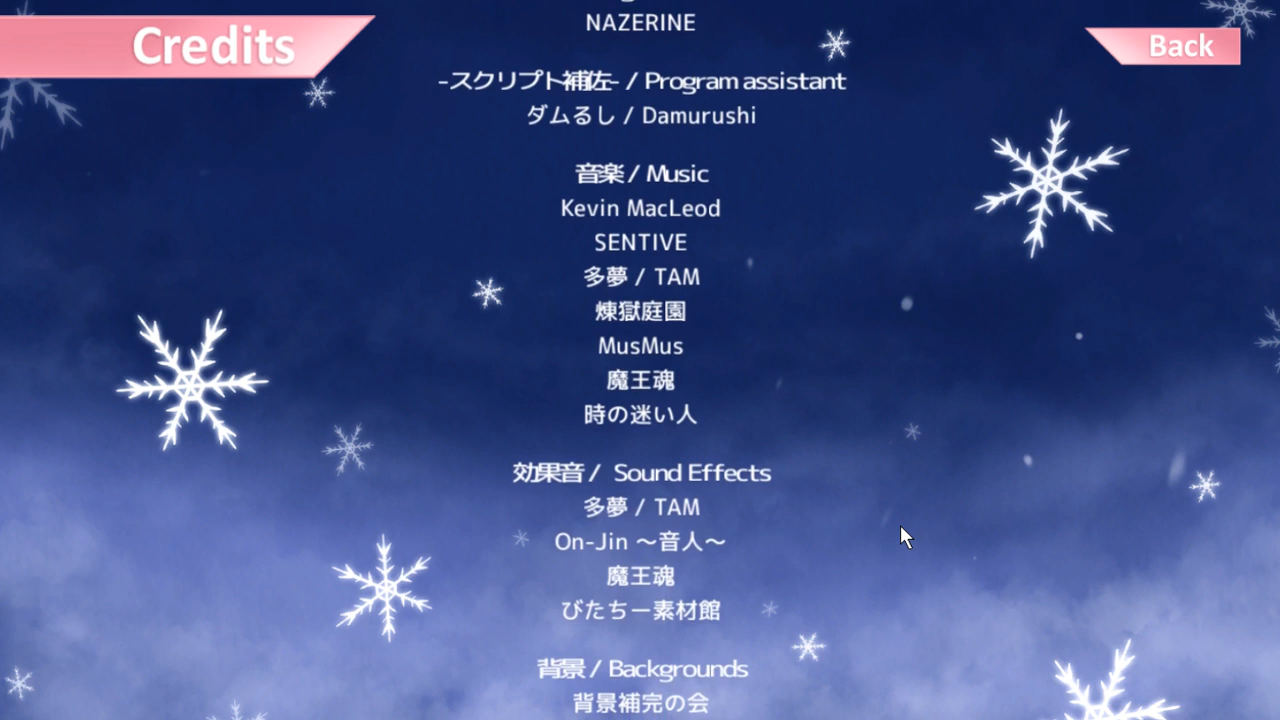 Credits
Back
NAZERINE
-スクリプト補佐- / Program assistant
ダムるし / Damurushi
音楽 / Music
Kevin MacLeod
SENTIVE
多夢 / TAM
煉獄庭園
MusMus
魔王魂
時の迷い人
効果音 / Sound Effects
多夢 / TAM
On-Jin ～音人～
魔王魂
びたちー素材館
背景 / Backgrounds
背景補完の会